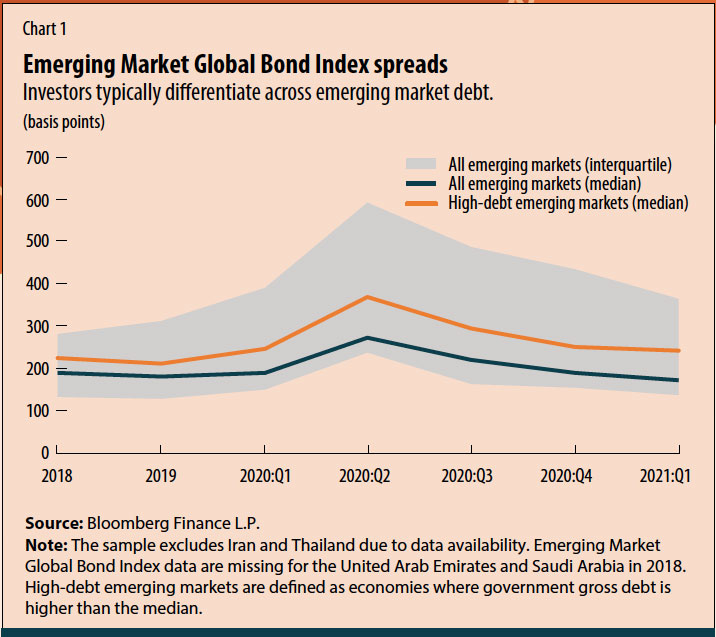 Chart 1
Emerging Market Global Bond Index spreads
Investors typically differentiate across emerging market debt.
(basis points)
700
600
500
400
300
200
100
0
All emerging markets (interquartile)
All emerging markets (median)
High-debt emerging markets (median)
2018 2019 2020:Q1 2020:Q2 2020:Q3 2020:Q4 2021:Q1
Source: Bloomberg Finance L.P.
Note: The sample excludes Iran and Thailand due to data availability. Emerging Market
Global Bond Index data are missing for the United Arab Emirates and Saudi Arabia in 2018.
High-debt emerging markets are defined as economies where government gross debt is
higher than the median.